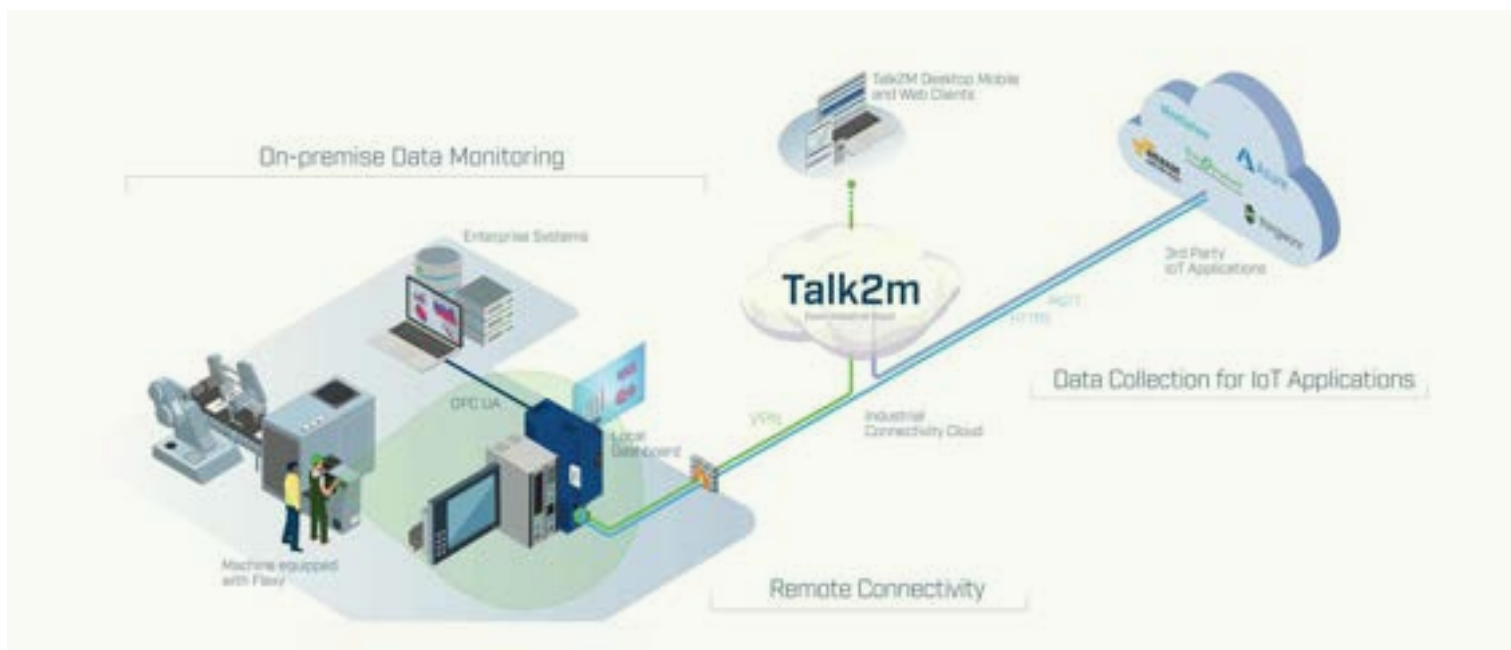 Talk2M Desktop Mobile
and Web Clients
On-premise Data Monitoring
Enterprise Systems
amazon
Azure
Talk2m
3rd Party
IoT Applications
HTTPS
Data Collection for IoT Applications
OPC UA
Local
Dashboard
VPN
Industrial
Connectivity Cloud
Machine equipped
with Flexy
Remote Connectivity